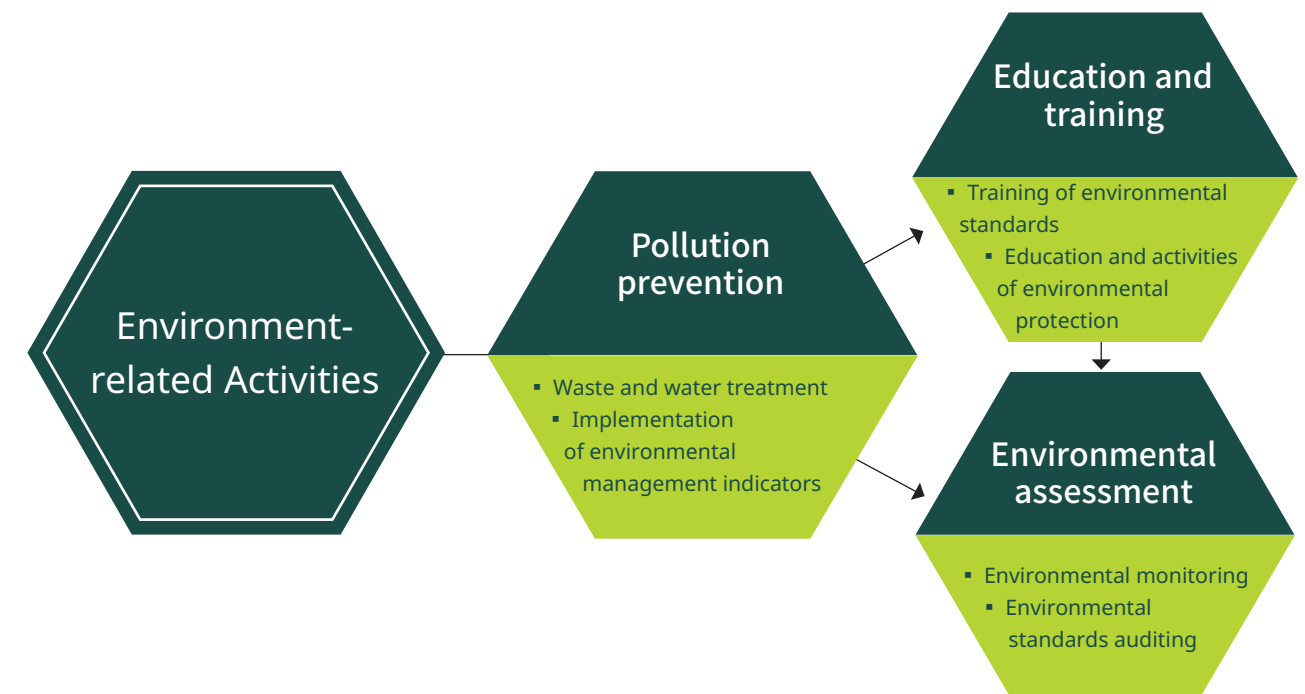 Environment-
related Activities
Pollution
prevention
▪ Waste and water treatment
▪ Implementation
of environmental
management indicators
Education and
training
▪ Training of environmental
standards
▪ Education and activities
of environmental
protection
Environmental
assessment
▪ Environmental monitoring
▪ Environmental
standards auditing